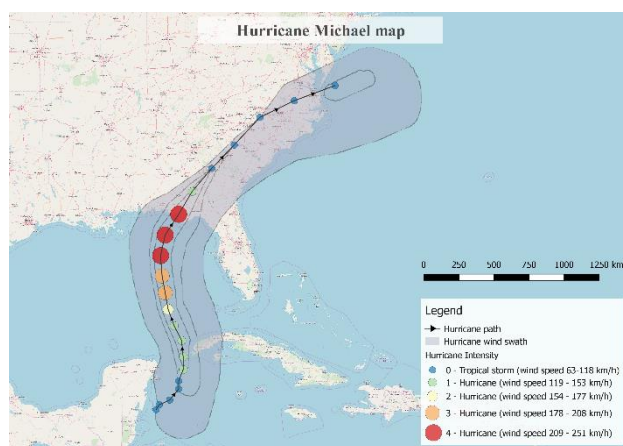 Hurricane Michael map
0 250 500 750 1000 1250 km
Legend
Hurricane path
Hurricane wind swath
Hurricane Intensity
0 - Tropical storm (wind speed 63-118 km/h)
1 - Hurricane (wind speed 119 - 153 km/h)
2 - Hurricane (wind speed 154 - 177 km/h)
3 - Hurricane (wind speed 178 - 208 km/h)
4 - Hurricane (wind speed 209 - 251 km/h)